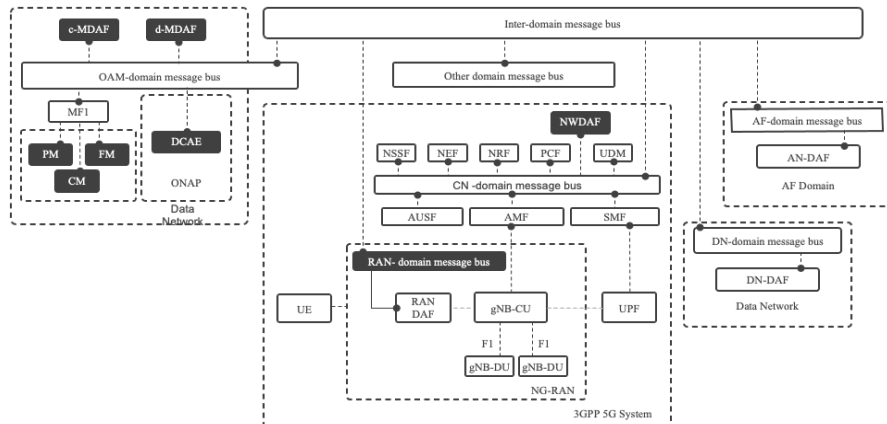 c-MDAF
d-MDAF
Inter-domain message bus
OAM-domain message bus
Other domain message bus
MF1
PM
FM
CM
DCAE
ONAP
Data
Network
NWDAF
NSSF
NEF
NRF
PCF
UDM
CN -domain message bus
AUSF
AMF
SMF
AF-domain message bus
AN-DAF
AF Domain
DN-domain message bus
DN-DAF
Data Network
RAN- domain message bus
UE
RAN
DAF
gNB-CU
UPF
F1
F1
gNB-DU
gNB-DU
NG-RAN
3GPP 5G System